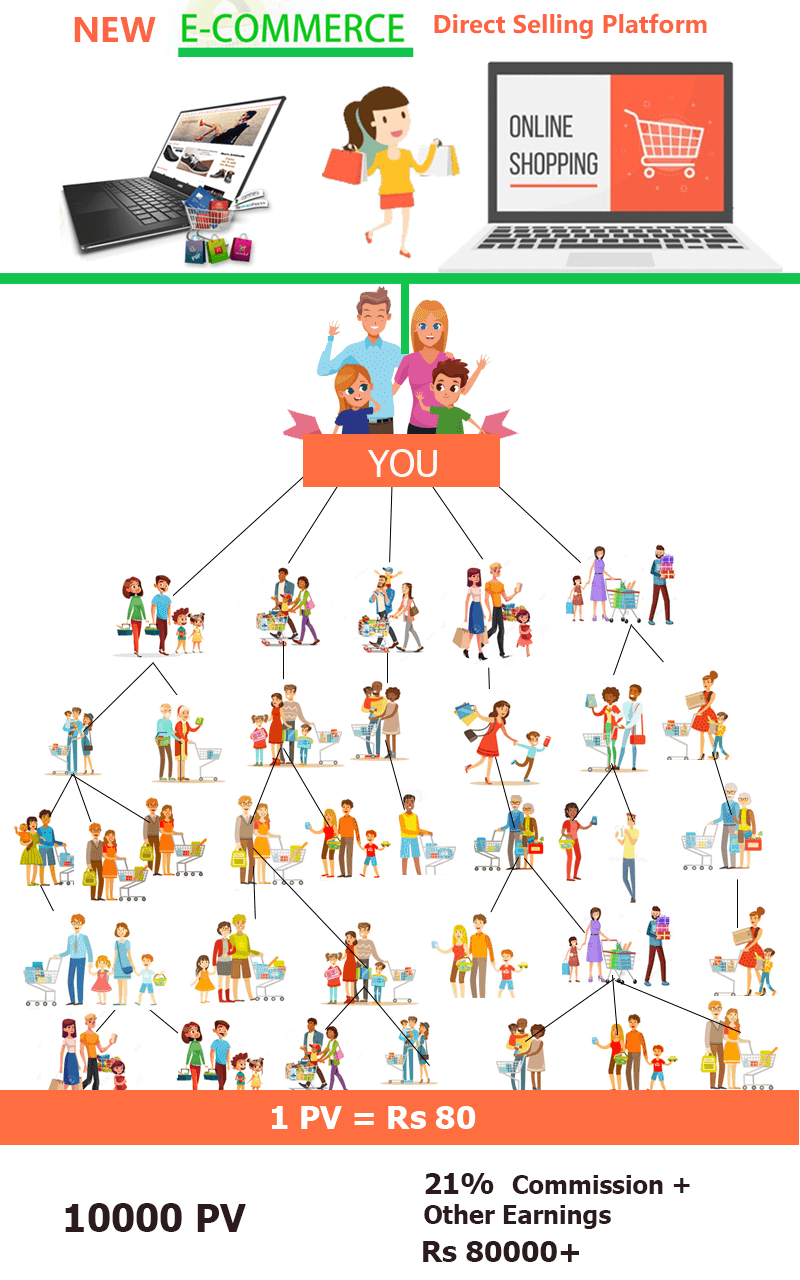 NEW E-COMMERCE Direct Selling Platform
ONLINE
SHOPPING
YOU
1 PV = Rs 80
10000 PV
21% Commission +
Other Earnings
Rs 80000+